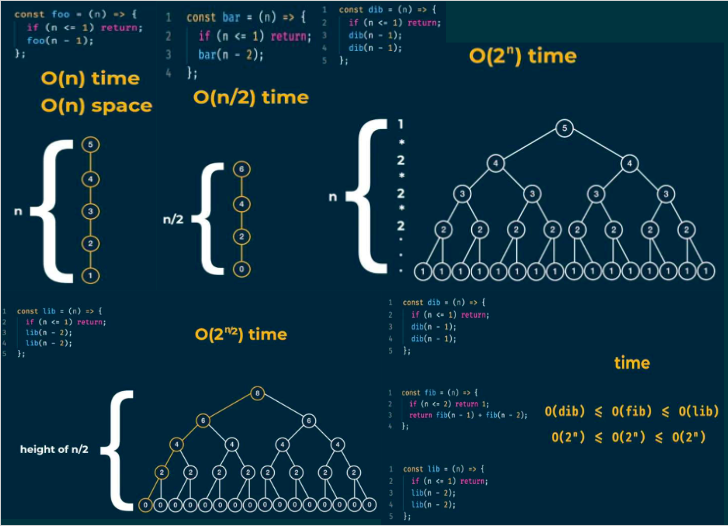 const foo = (n) => {
if (n <= 1) return;
foo(n - 1);
};
O(n) time
O(n) space
n
5
4
3
2
1
1 const bar = (n) => {
2 if (n <= 1) return;
3 bar(n - 2);
4 };
O(n/2) time
n/2
6
4
2
0
1 const dib = (n) => {
2 if (n <= 1) return;
3 dib(n - 1);
4 dib(n - 1);
5 };
O(2ⁿ) time
n
1
*
2
*
2
*
2
.
.
.
5
4 4
3 3 3 3
2 2 2 2 2 2 2 2
1 1 1 1 1 1 1 1 1 1 1 1 1 1 1 1
1 const lib = (n) => {
2 if (n <= 1) return;
3 lib(n - 2);
4 lib(n - 2);
5 };
O(2ⁿ/²) time
height of n/2
8
6 6
4 4 4 4
2 2 2 2 2 2 2 2
0 0 0 0 0 0 0 0 0 0 0 0 0 0 0 0
1 const dib = (n) => {
2 if (n <= 1) return;
3 dib(n - 1);
4 dib(n - 1);
5 };
1 const fib = (n) => {
2 if (n <= 2) return 1;
3 return fib(n - 1) + fib(n - 2);
4 };
1 const lib = (n) => {
2 if (n <= 1) return;
3 lib(n - 2);
4 lib(n - 2);
5 };
time
O(dib) ⩽ O(fib) ⩽ O(lib)
O(2ⁿ) ⩽ O(2ⁿ) ⩽ O(2ⁿ)